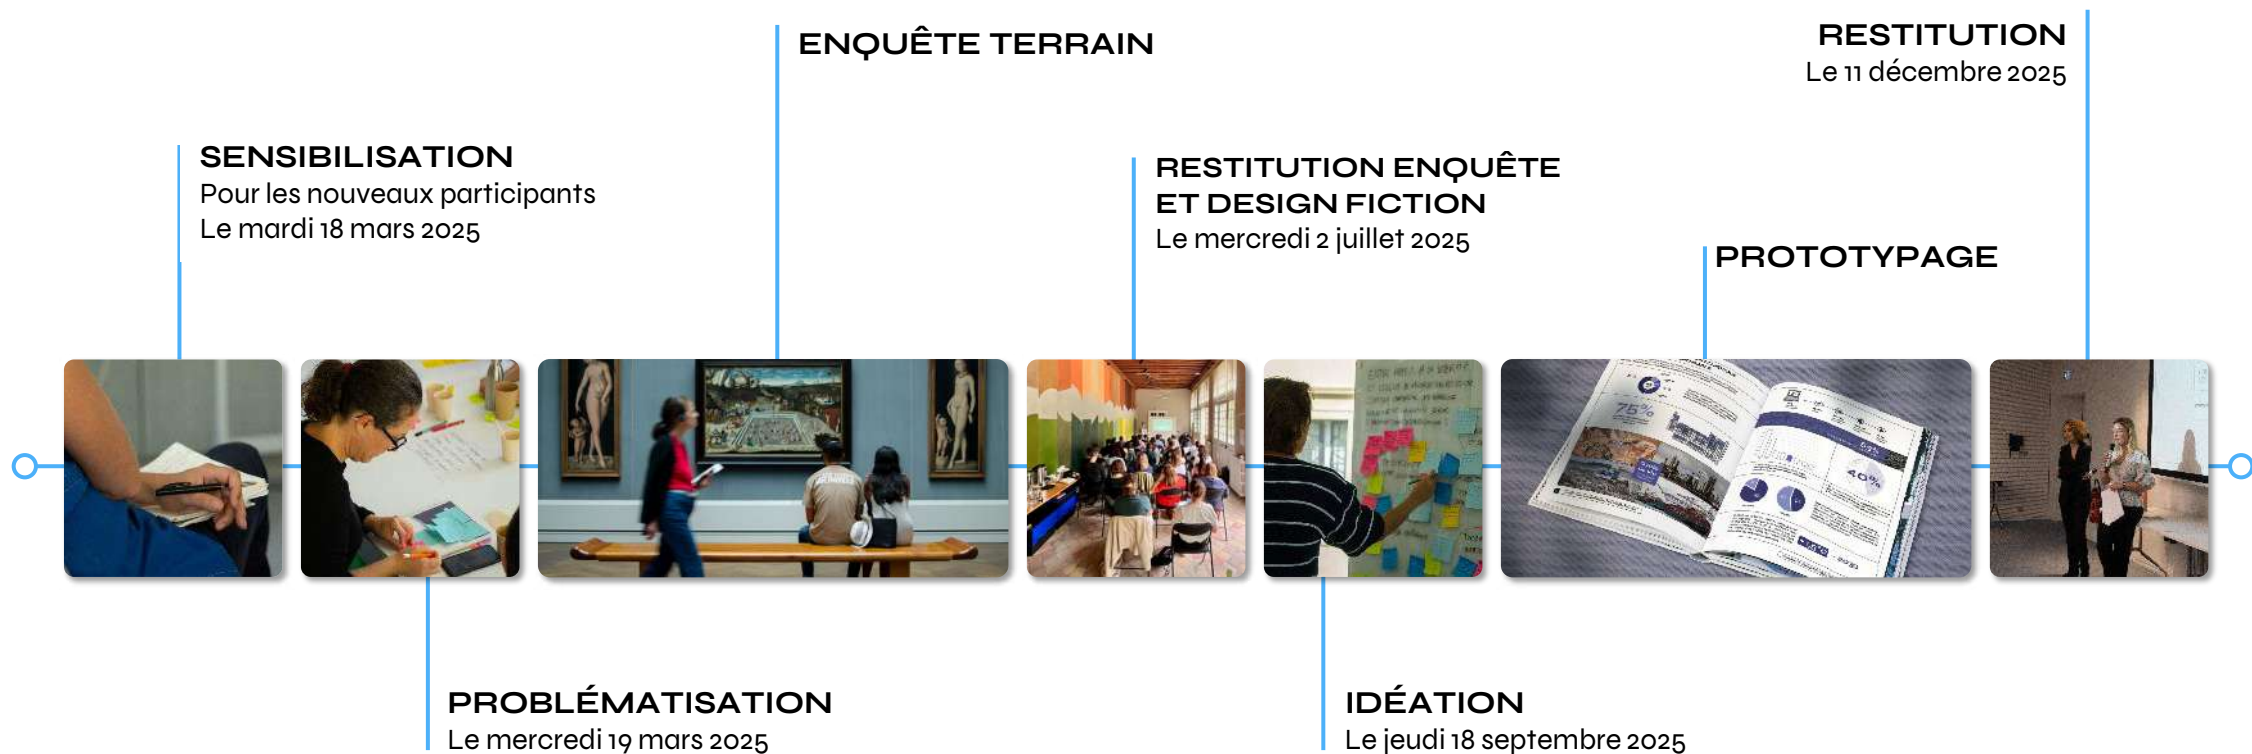 SENSIBILISATION
Pour les nouveaux participants
Le mardi 18 mars 2025
PROBLÉMATISATION
Le mercredi 19 mars 2025
ENQUÊTE TERRAIN
RESTITUTION ENQUÊTE
ET DESIGN FICTION
Le mercredi 2 juillet 2025
IDÉATION
Le jeudi 18 septembre 2025
PROTOTYPAGE
75%
40%
RESTITUTION
Le 11 décembre 2025